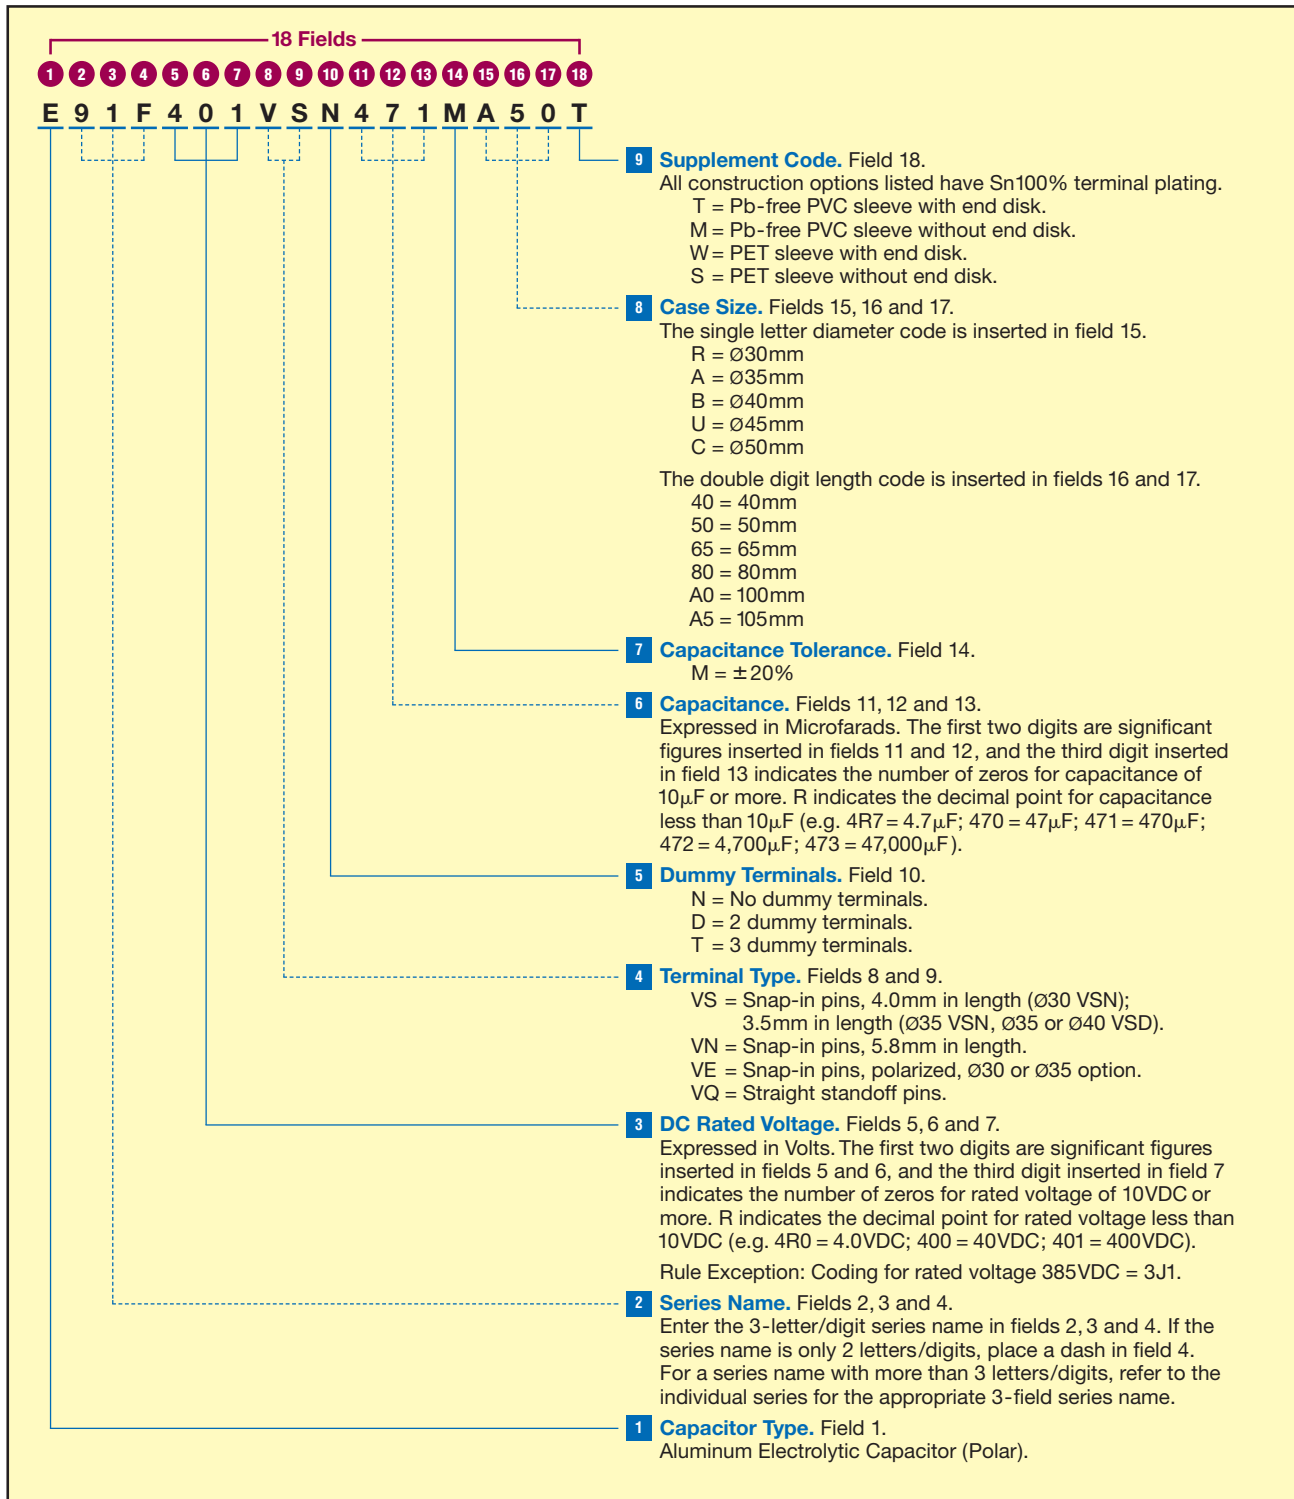 18 Fields
1 2 3 4 5 6 7 8 9 10 11 12 13 14 15 16 17 18
E 9 1 F 4 0 1 V S N 4 7 1 M A 5 0 T
9 Supplement Code. Field 18.
All construction options listed have Sn100% terminal plating.
T = Pb-free PVC sleeve with end disk.
M = Pb-free PVC sleeve without end disk.
W = PET sleeve with end disk.
S = PET sleeve without end disk.
8 Case Size. Fields 15, 16 and 17.
The single letter diameter code is inserted in field 15.
R = Ø30mm
A = Ø35mm
B = Ø40mm
U = Ø45mm
C = Ø50mm
The double digit length code is inserted in fields 16 and 17.
40 = 40mm
50 = 50mm
65 = 65mm
80 = 80mm
A0 = 100mm
A5 = 105mm
7 Capacitance Tolerance. Field 14.
M = ±20%
6 Capacitance. Fields 11, 12 and 13.
Expressed in Microfarads. The first two digits are significant
figures inserted in fields 11 and 12, and the third digit inserted
in field 13 indicates the number of zeros for capacitance of
10µF or more. R indicates the decimal point for capacitance
less than 10µF (e.g. 4R7 = 4.7µF; 470 = 47µF; 471 = 470µF;
472 = 4,700µF; 473 = 47,000µF).
5 Dummy Terminals. Field 10.
N = No dummy terminals.
D = 2 dummy terminals.
T = 3 dummy terminals.
4 Terminal Type. Fields 8 and 9.
VS = Snap-in pins, 4.0mm in length (Ø30 VSN);
3.5mm in length (Ø35 VSN, Ø35 or Ø40 VSD).
VN = Snap-in pins, 5.8mm in length.
VE = Snap-in pins, polarized, Ø30 or Ø35 option.
VQ = Straight standoff pins.
3 DC Rated Voltage. Fields 5, 6 and 7.
Expressed in Volts. The first two digits are significant figures
inserted in fields 5 and 6, and the third digit inserted in field 7
indicates the number of zeros for rated voltage of 10VDC or
more. R indicates the decimal point for rated voltage less than
10VDC (e.g. 4R0 = 4.0VDC; 400 = 40VDC; 401 = 400VDC).
Rule Exception: Coding for rated voltage 385VDC = 3J1.
2 Series Name. Fields 2, 3 and 4.
Enter the 3-letter/digit series name in fields 2, 3 and 4. If the
series name is only 2 letters/digits, place a dash in field 4.
For a series name with more than 3 letters/digits, refer to the
individual series for the appropriate 3-field series name.
1 Capacitor Type. Field 1.
Aluminum Electrolytic Capacitor (Polar).